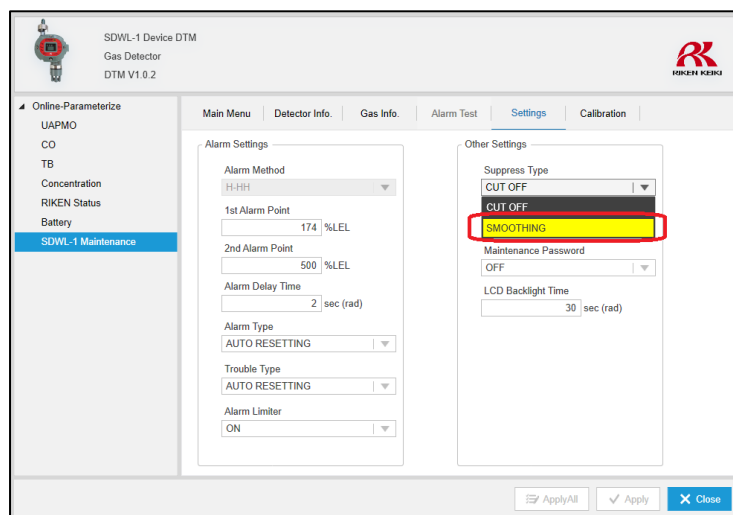 SDWL-1 Device DTM
Gas Detector
DTM V1.0.2
RIKEN KEIKI
Online-Parameterize
UAPMO
CO
TB
Concentration
RIKEN Status
Battery
SDWL-1 Maintenance
Main Menu
Detector Info.
Gas Info.
Alarm Test
Settings
Calibration
Alarm Settings
Alarm Method
H-HH
1st Alarm Point
174 %LEL
2nd Alarm Point
500 %LEL
Alarm Delay Time
2 sec (rad)
Alarm Type
AUTO RESETTING
Trouble Type
AUTO RESETTING
Alarm Limiter
ON
Other Settings
Suppress Type
CUT OFF
CUT OFF
SMOOTHING
Maintenance Password
OFF
LCD Backlight Time
30 sec (rad)
ApplyAll
Apply
Close